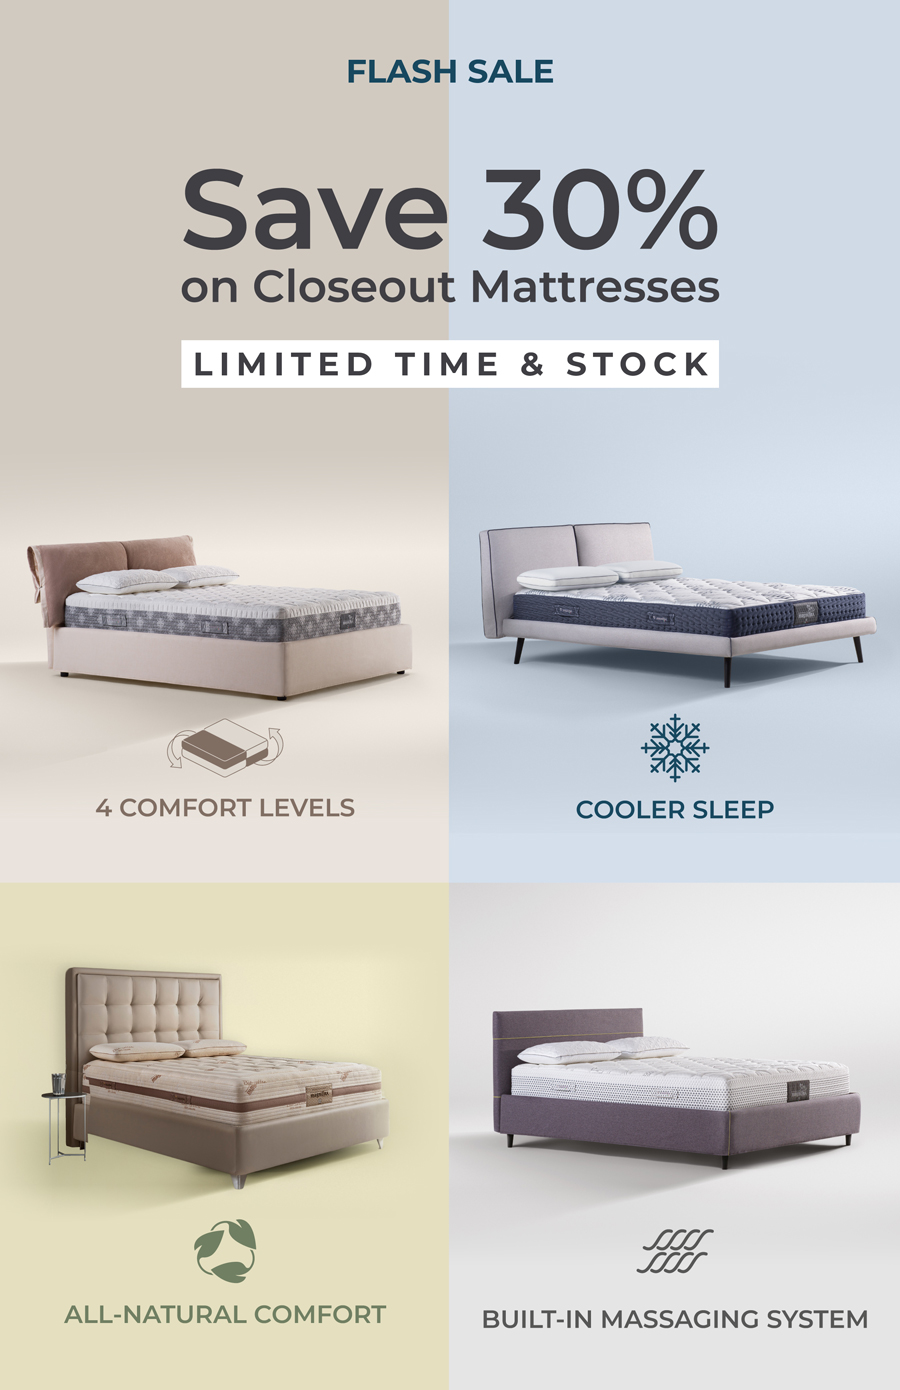 FLASH SALE
Save 30%
on Closeout Mattresses
LIMITED TIME & STOCK
4 COMFORT LEVELS
COOLER SLEEP
ALL-NATURAL COMFORT
BUILT-IN MASSAGING SYSTEM